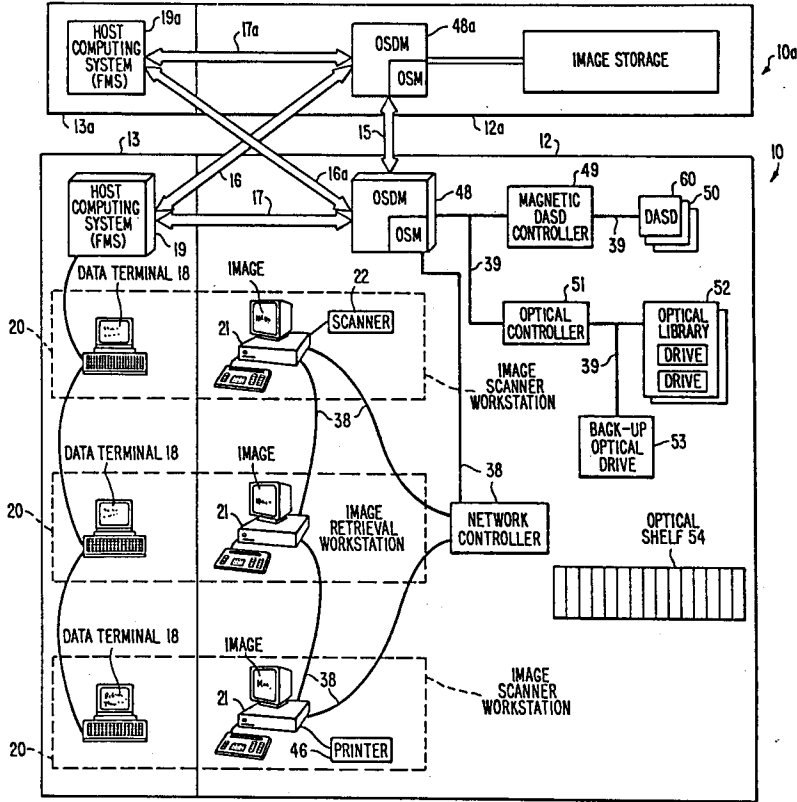 19a
HOST
COMPUTING
SYSTEM
(FMS)
17a
OSDM
OSM
48a
IMAGE STORAGE
10a
13a
15
12a
13
16
16a
12
10
HOST
COMPUTING
SYSTEM
(FMS)
19
17
OSDM
OSM
48
49
MAGNETIC
DASD
CONTROLLER
39
60
50
DASD
39
DATA TERMINAL 18
IMAGE
22
SCANNER
20
21
51
OPTICAL
CONTROLLER
52
OPTICAL
LIBRARY
DRIVE
DRIVE
39
IMAGE
SCANNER
WORKSTATION
38
BACK-UP
OPTICAL
DRIVE
53
DATA TERMINAL 18
IMAGE
20
21
IMAGE
RETRIEVAL
WORKSTATION
38
38
NETWORK
CONTROLLER
OPTICAL
SHELF 54
DATA TERMINAL 18
IMAGE
20
21
38
IMAGE
SCANNER
WORKSTATION
46
PRINTER